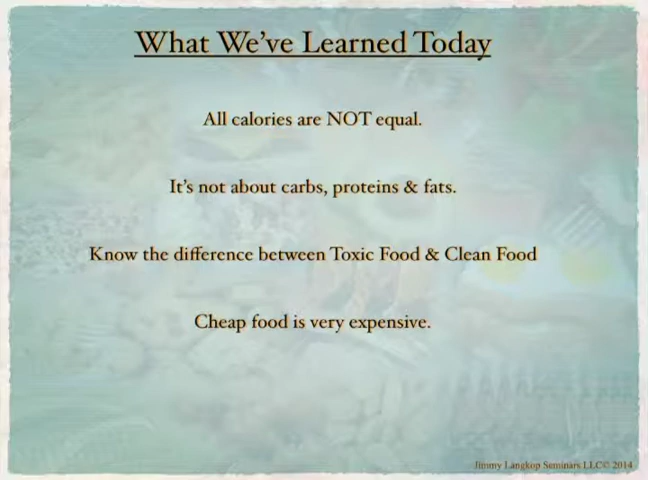 What We've Learned Today
All calories are NOT equal.
It's not about carbs, proteins & fats.
Know the difference between Toxic Food & Clean Food
Cheap food is very expensive.
Jimmy Langkop Seminars LLC© 2014